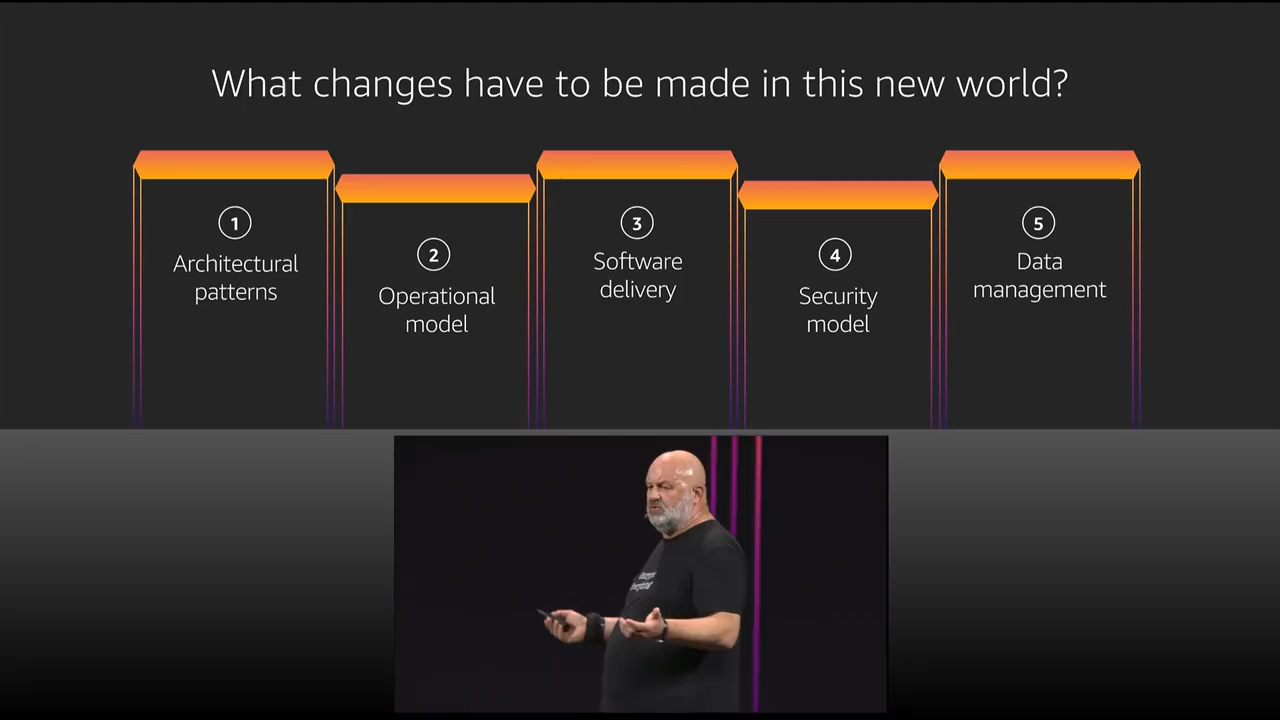 What changes have to be made in this new world?
1
Architectural
patterns
2
Operational
model
3
Software
delivery
4
Security
model
5
Data
management